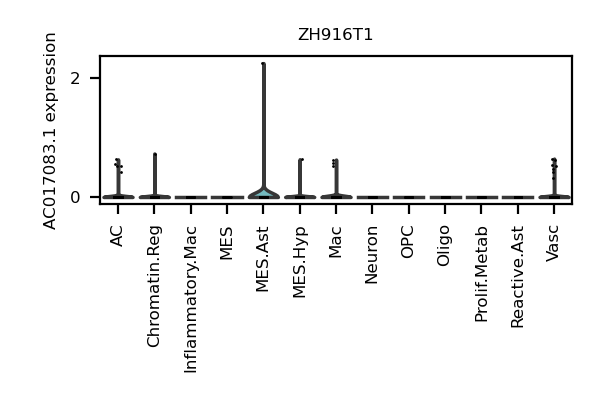 ZH916T1
AC017083.1 expression
2
0
AC
Chromatin.Reg
Inflammatory.Mac
MES
MES.Ast
MES.Hyp
Mac
Neuron
OPC
Oligo
Prolif.Metab
Reactive.Ast
Vasc